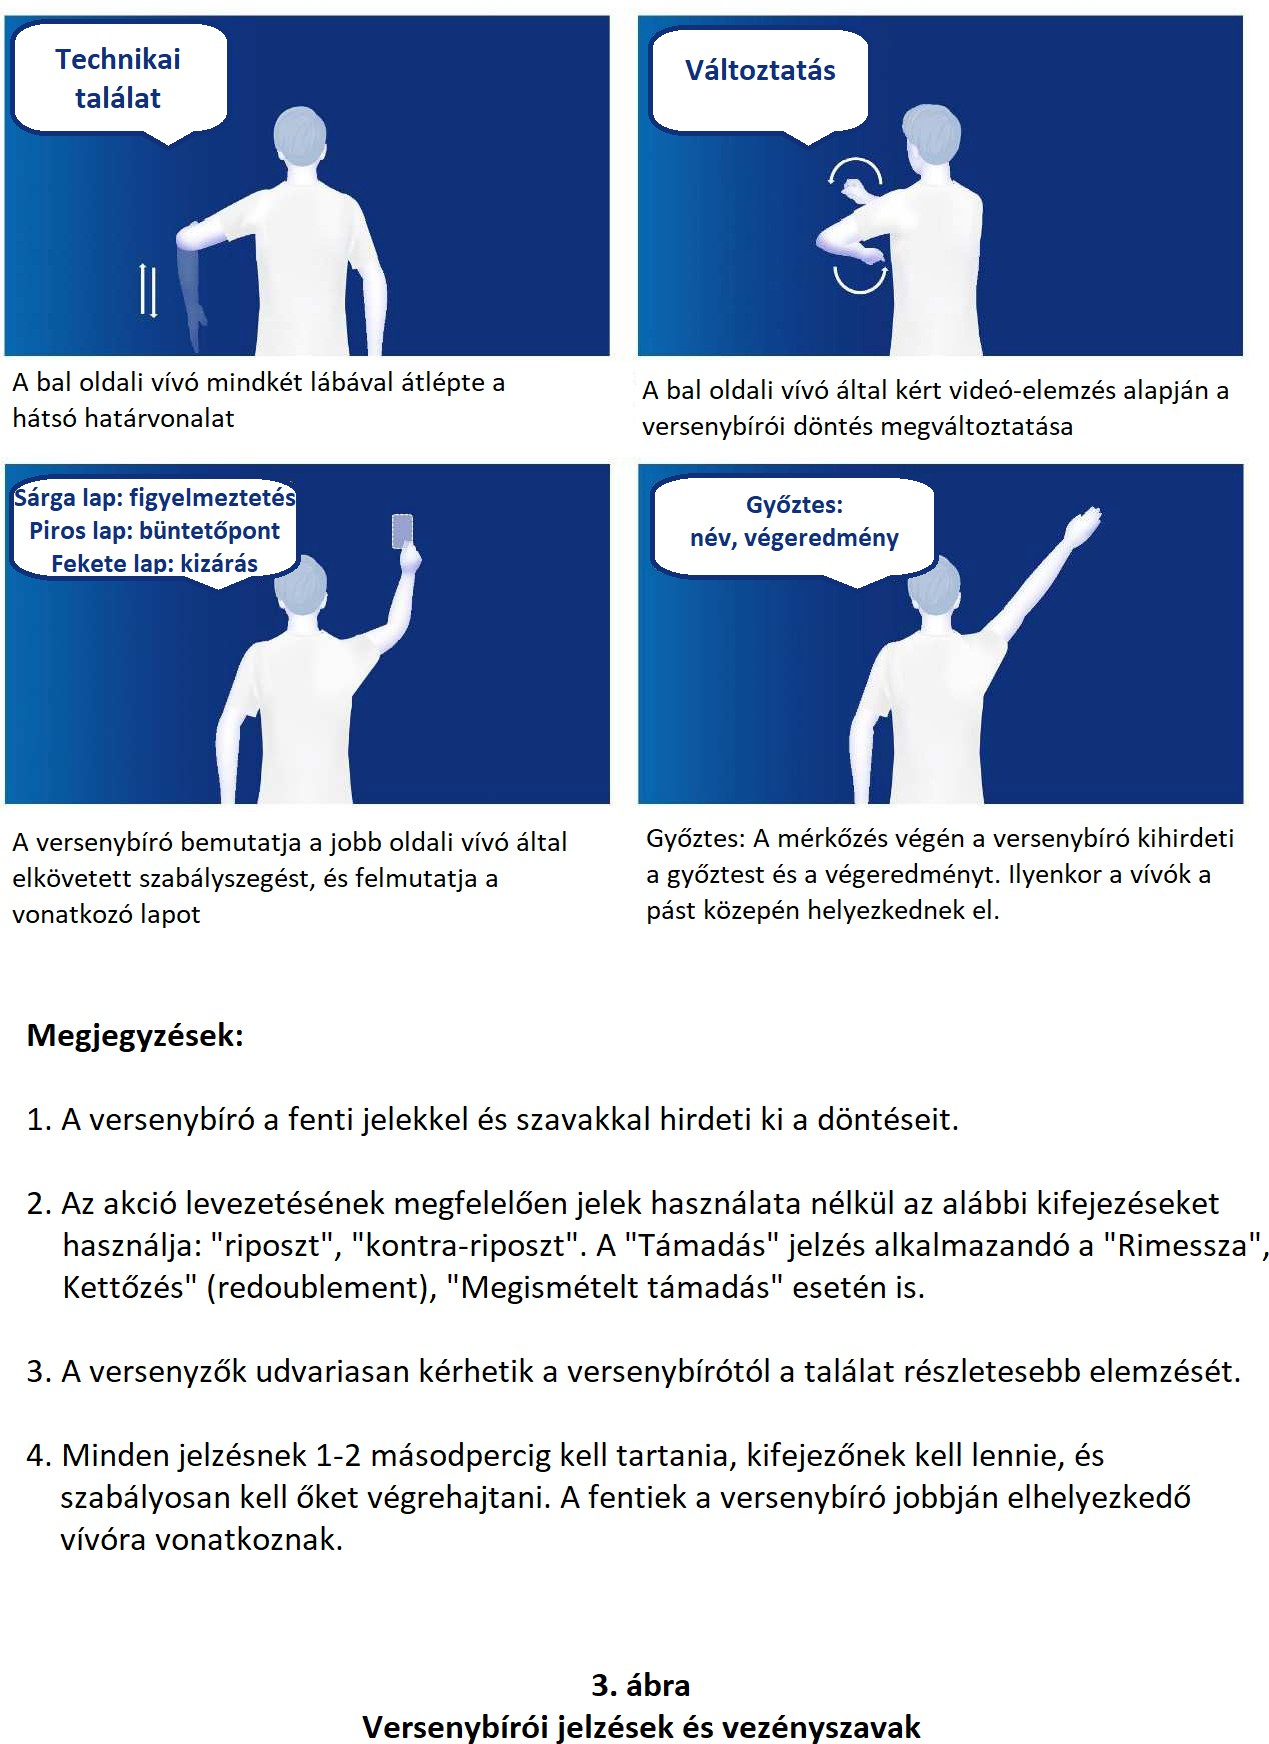 Technikai
találat
Változtatás
A bal oldali vívó mindkét lábával átlépte a
hátsó határvonalat
A bal oldali vívó által kért videó-elemzés alapján a
versenybírói döntés megváltoztatása
Sárga lap: figyelmeztetés
Piros lap: büntetőpont
Fekete lap: kizárás
Győztes:
név, végeredmény
A versenybíró bemutatja a jobb oldali vívó által
elkövetett szabályszegést, és felmutatja a
vonatkozó lapot
Győztes: A mérkőzés végén a versenybíró kihirdeti
a győztest és a végeredményt. Ilyenkor a vívók a
pást közepén helyezkednek el.
Megjegyzések:
1. A versenybíró a fenti jelekkel és szavakkal hirdeti ki a döntéseit.
2. Az akció levezetésének megfelelően jelek használata nélkül az alábbi kifejezéseket
használja: "riposzt", "kontra-riposzt". A "Támadás" jelzés alkalmazandó a "Rimessza",
Kettőzés" (redoublement), "Megismételt támadás" esetén is.
3. A versenyzők udvariasan kérhetik a versenybírótól a találat részletesebb elemzését.
4. Minden jelzésnek 1-2 másodpercig kell tartania, kifejezőnek kell lennie, és
szabályosan kell őket végrehajtani. A fentiek a versenybíró jobbján elhelyezkedő
vívóra vonatkoznak.
3. ábra
Versenybírói jelzések és vezényszavak